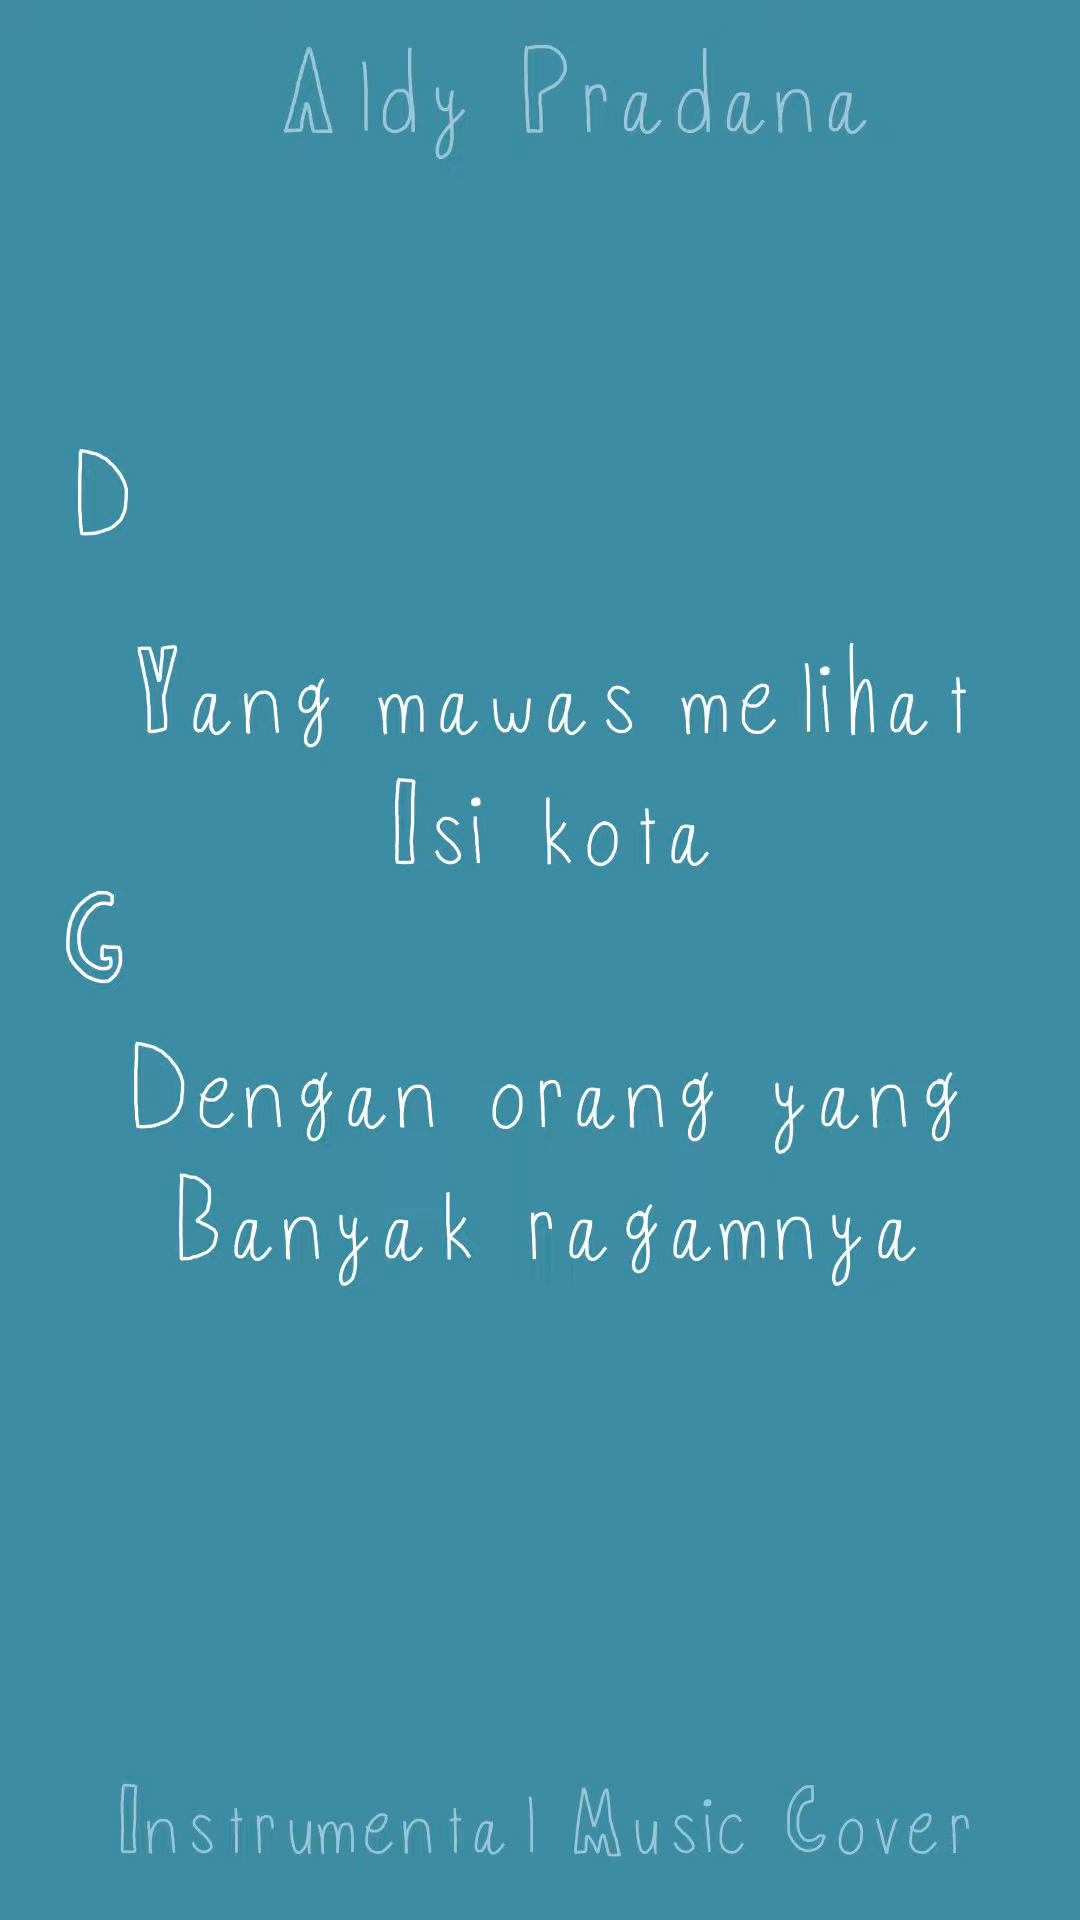 Aldy Pradana
D
Yang mawas melihat
Isi kota
G
Dengan orang yang
Banyak ragamnya
Instrumental Music Cover